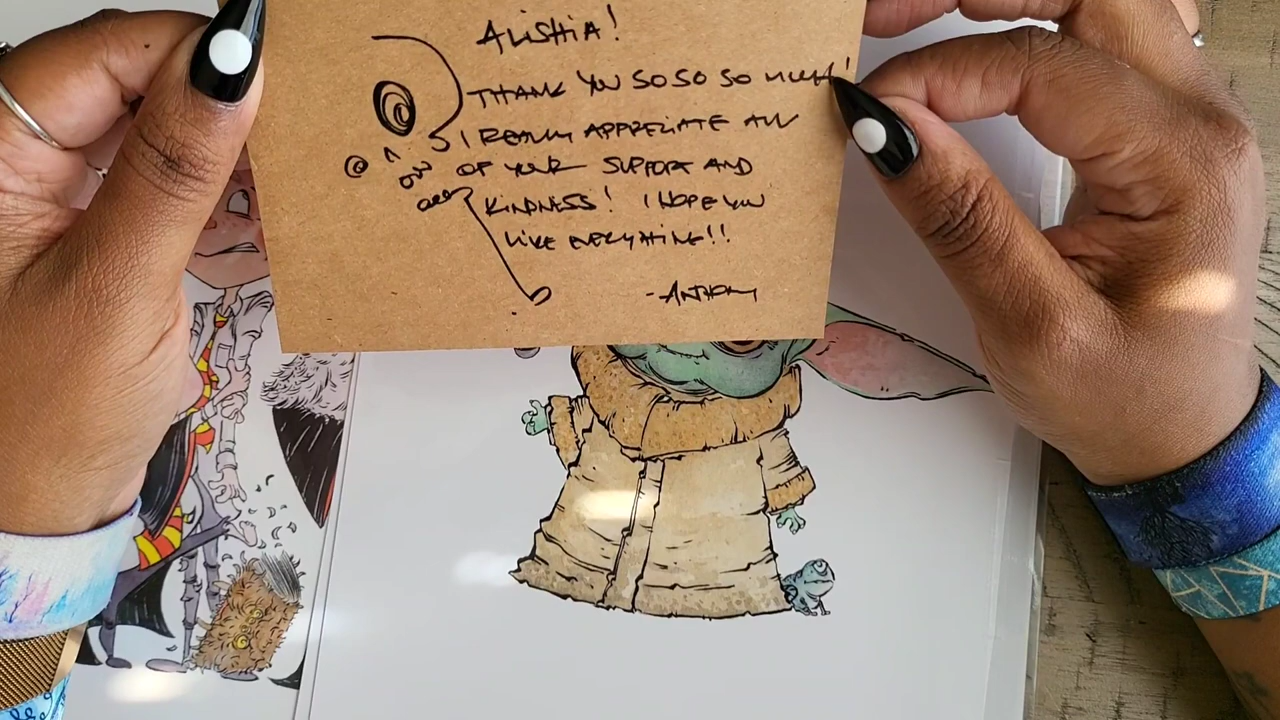 ALISHIA!
THANK YOU SO SO SO MUCH!
I REALLY APPRECIATE ALL
OF YOUR SUPPORT AND
KINDNESS! I HOPE YOU
LIKE EVERYTHING!!
-ANTHONY